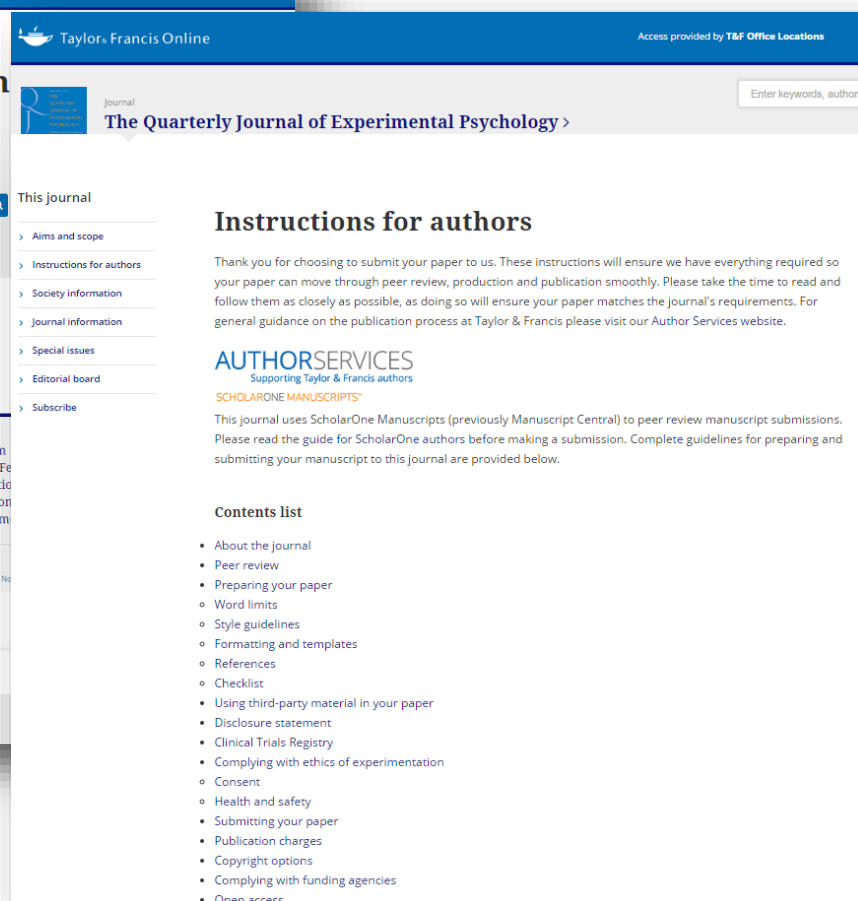 Taylor & Francis Online
Access provided by T&F Office Locations
Enter keywords, author
Journal
The Quarterly Journal of Experimental Psychology >
This journal
Aims and scope
Instructions for authors
Society information
Journal information
Special issues
Editorial board
Subscribe
Instructions for authors
Thank you for choosing to submit your paper to us. These instructions will ensure we have everything required so
your paper can move through peer review, production and publication smoothly. Please take the time to read and
follow them as closely as possible, as doing so will ensure your paper matches the journal's requirements. For
general guidance on the publication process at Taylor & Francis please visit our Author Services website.
AUTHORSERVICES
Supporting Taylor & Francis authors
SCHOLARONE MANUSCRIPTS™
This journal uses ScholarOne Manuscripts (previously Manuscript Central) to peer review manuscript submissions.
Please read the guide for ScholarOne authors before making a submission. Complete guidelines for preparing and
submitting your manuscript to this journal are provided below.
Contents list
About the journal
Peer review
Preparing your paper
Word limits
Style guidelines
Formatting and templates
References
Checklist
Using third-party material in your paper
Disclosure statement
Clinical Trials Registry
Complying with ethics of experimentation
Consent
Health and safety
Submitting your paper
Publication charges
Copyright options
Complying with funding agencies
Open access